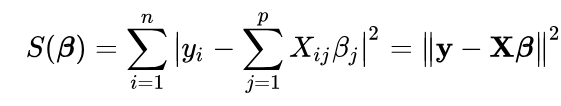 S(𝜷) = ∑_{i=1}^{n} |y_i − ∑_{j=1}^{p} X_{ij}β_j|² = ‖𝐲 − 𝐗𝜷‖²